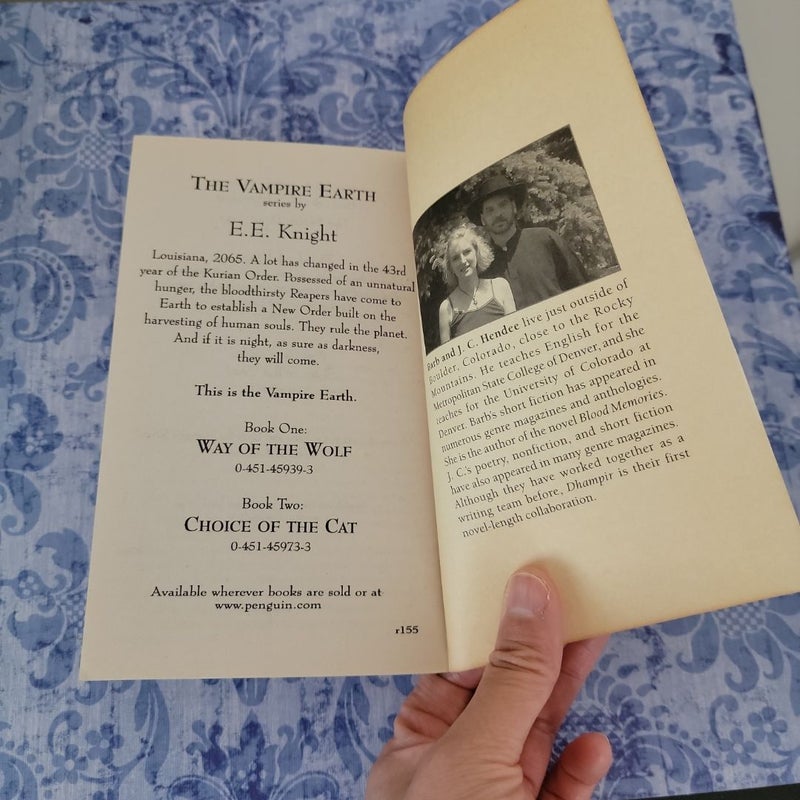 THE VAMPIRE EARTH
series by
E.E. Knight
Louisiana, 2065. A lot has changed in the 43rd
year of the Kurian Order. Possessed of an unnatural
hunger, the bloodthirsty Reapers have come to
Earth to establish a New Order built on the
harvesting of human souls. They rule the planet.
And if it is night, as sure as darkness,
they will come.
This is the Vampire Earth.
Book One:
WAY OF THE WOLF
0-451-45939-3
Book Two:
CHOICE OF THE CAT
0-451-45973-3
Available wherever books are sold or at
www.penguin.com
r155
Barb and J. C. Hendee live just outside of
Boulder, Colorado, close to the Rocky
Mountains. He teaches English for the
Metropolitan State College of Denver, and she
teaches for the University of Colorado at
Denver. Barb's short fiction has appeared in
numerous genre magazines and anthologies.
She is the author of the novel Blood Memories.
J. C.'s poetry, nonfiction, and short fiction
have also appeared in many genre magazines.
Although they have worked together as a
writing team before, Dhampir is their first
novel-length collaboration.